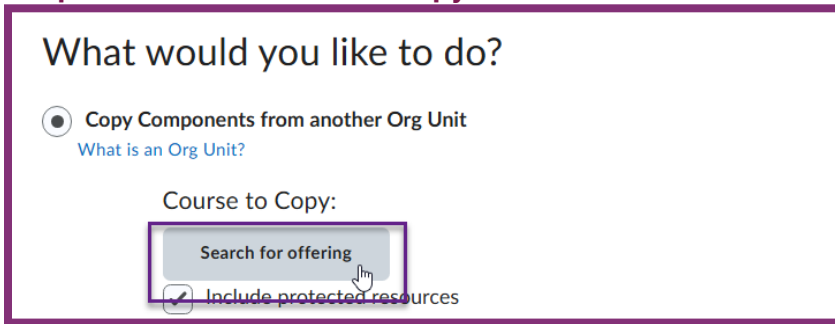 What would you like to do?
Copy Components from another Org Unit
What is an Org Unit?
Course to Copy:
Search for offering
Include protected resources